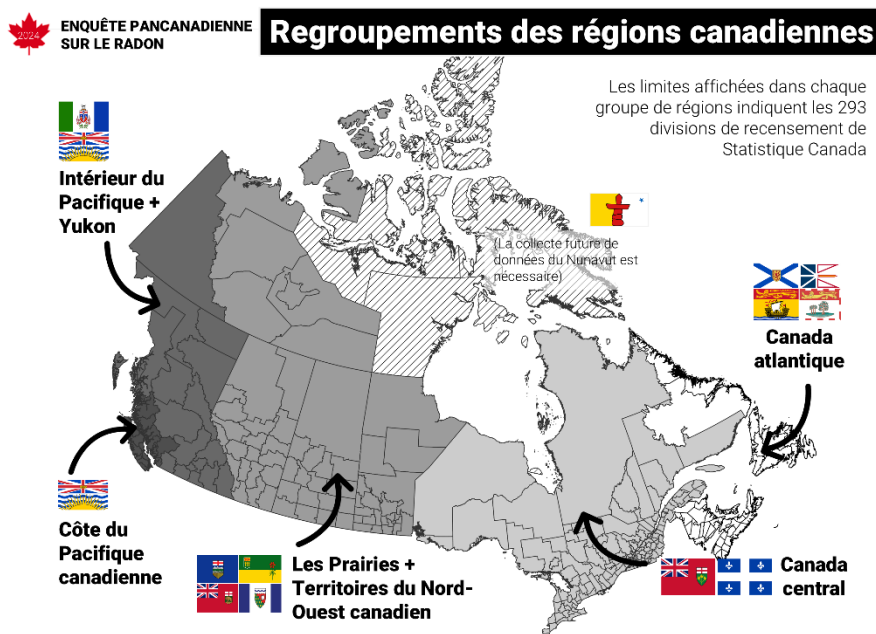 2024
ENQUÊTE PANCANADIENNE
SUR LE RADON
Regroupements des régions canadiennes
Les limites affichées dans chaque
groupe de régions indiquent les 293
divisions de recensement de
Statistique Canada
Intérieur du
Pacifique +
Yukon
(La collecte future de
données du Nunavut est
nécessaire)
Canada
atlantique
Côte du
Pacifique
canadienne
Les Prairies +
Territoires du Nord-
Ouest canadien
Canada
central